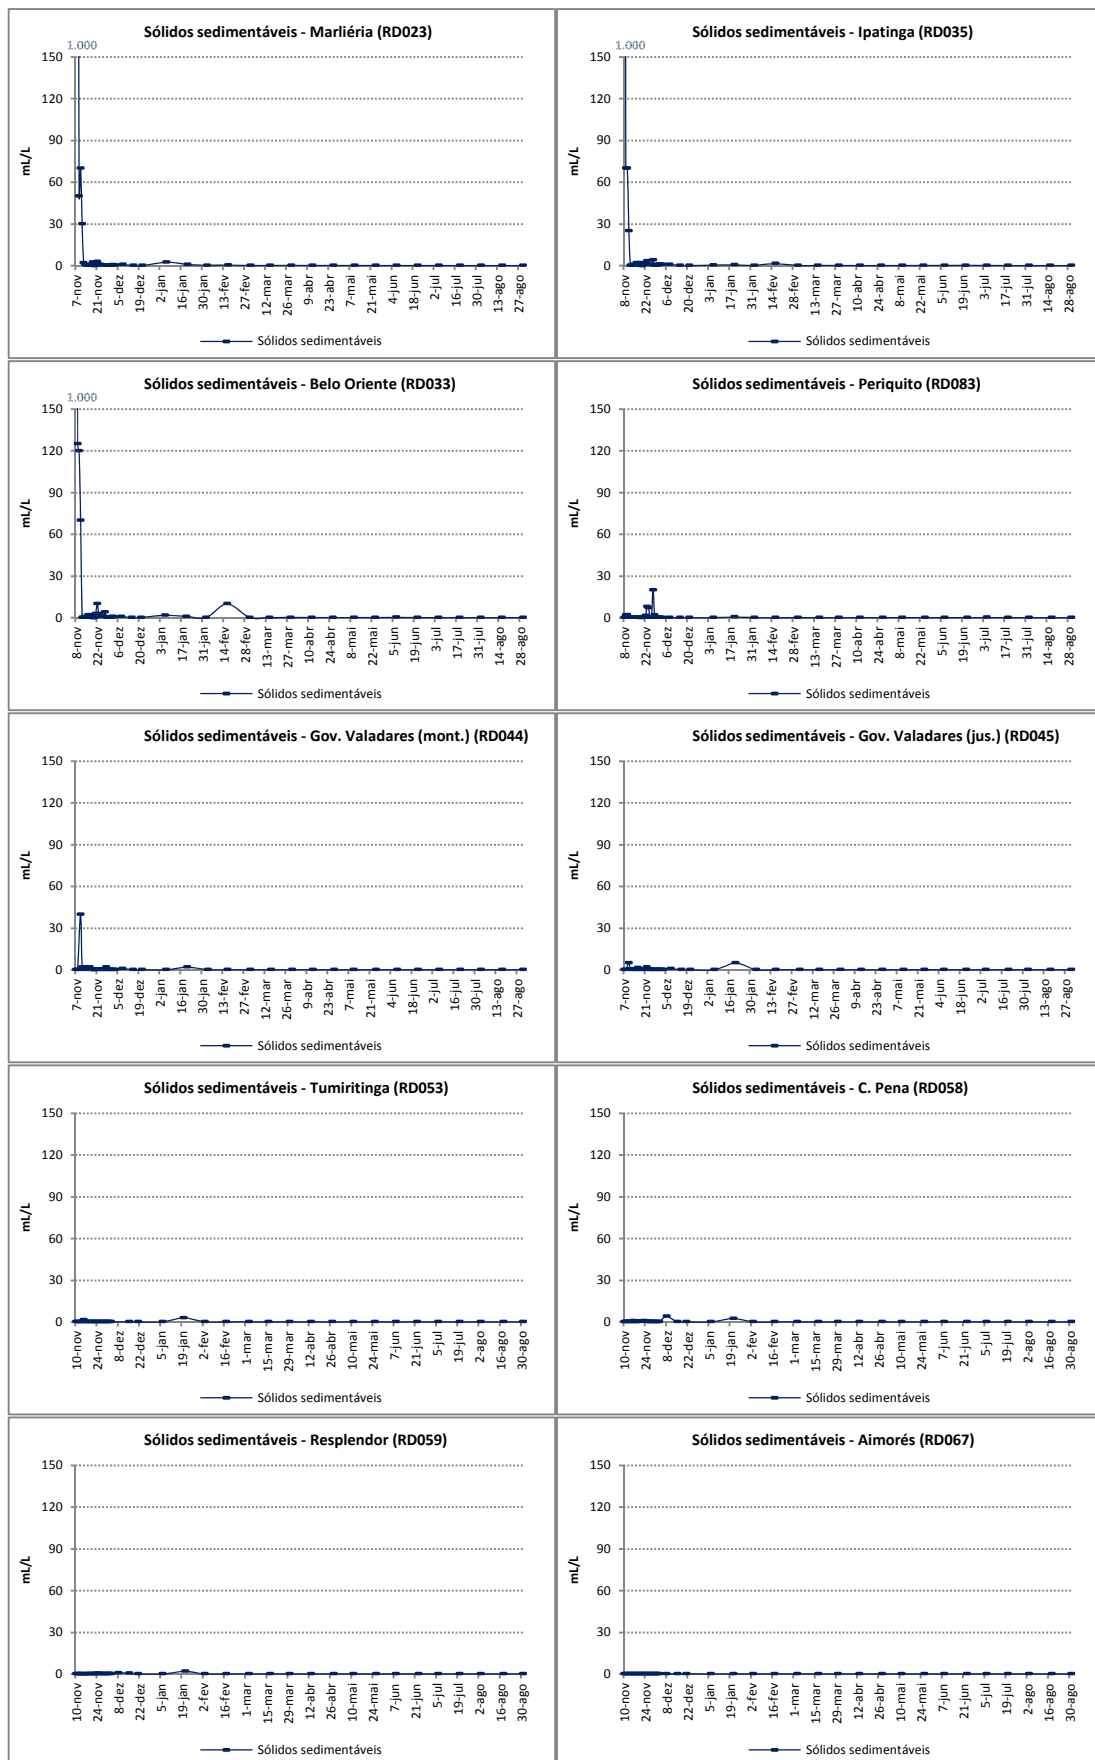 Sólidos sedimentáveis - Marliéria (RD023)
1.000
150
120
90
60
30
0
mL/L
7-nov 21-nov 5-dez 19-dez 2-jan 16-jan 30-jan 13-fev 27-fev 12-mar 26-mar 9-abr 23-abr 7-mai 21-mai 4-jun 18-jun 2-jul 16-jul 30-jul 13-ago 27-ago
Sólidos sedimentáveis
Sólidos sedimentáveis - Ipatinga (RD035)
1.000
150
120
90
60
30
0
mL/L
8-nov 22-nov 6-dez 20-dez 3-jan 17-jan 31-jan 14-fev 28-fev 13-mar 27-mar 10-abr 24-abr 8-mai 22-mai 5-jun 19-jun 3-jul 17-jul 31-jul 14-ago 28-ago
Sólidos sedimentáveis
Sólidos sedimentáveis - Belo Oriente (RD033)
1.000
150
120
90
60
30
0
mL/L
8-nov 22-nov 6-dez 20-dez 3-jan 17-jan 31-jan 14-fev 28-fev 13-mar 27-mar 10-abr 24-abr 8-mai 22-mai 5-jun 19-jun 3-jul 17-jul 31-jul 14-ago 28-ago
Sólidos sedimentáveis
Sólidos sedimentáveis - Periquito (RD083)
150
120
90
60
30
0
mL/L
8-nov 22-nov 6-dez 20-dez 3-jan 17-jan 31-jan 14-fev 28-fev 13-mar 27-mar 10-abr 24-abr 8-mai 22-mai 5-jun 19-jun 3-jul 17-jul 31-jul 14-ago 28-ago
Sólidos sedimentáveis
Sólidos sedimentáveis - Gov. Valadares (mont.) (RD044)
150
120
90
60
30
0
mL/L
7-nov 21-nov 5-dez 19-dez 2-jan 16-jan 30-jan 13-fev 27-fev 12-mar 26-mar 9-abr 23-abr 7-mai 21-mai 4-jun 18-jun 2-jul 16-jul 30-jul 13-ago 27-ago
Sólidos sedimentáveis
Sólidos sedimentáveis - Gov. Valadares (jus.) (RD045)
150
120
90
60
30
0
mL/L
7-nov 21-nov 5-dez 19-dez 2-jan 16-jan 30-jan 13-fev 27-fev 12-mar 26-mar 9-abr 23-abr 7-mai 21-mai 4-jun 18-jun 2-jul 16-jul 30-jul 13-ago 27-ago
Sólidos sedimentáveis
Sólidos sedimentáveis - Tumiritinga (RD053)
150
120
90
60
30
0
mL/L
10-nov 24-nov 8-dez 22-dez 5-jan 19-jan 2-fev 16-fev 1-mar 15-mar 29-mar 12-abr 26-abr 10-mai 24-mai 7-jun 21-jun 5-jul 19-jul 2-ago 16-ago 30-ago
Sólidos sedimentáveis
Sólidos sedimentáveis - C. Pena (RD058)
150
120
90
60
30
0
mL/L
10-nov 24-nov 8-dez 22-dez 5-jan 19-jan 2-fev 16-fev 1-mar 15-mar 29-mar 12-abr 26-abr 10-mai 24-mai 7-jun 21-jun 5-jul 19-jul 2-ago 16-ago 30-ago
Sólidos sedimentáveis
Sólidos sedimentáveis - Resplendor (RD059)
150
120
90
60
30
0
mL/L
10-nov 24-nov 8-dez 22-dez 5-jan 19-jan 2-fev 16-fev 1-mar 15-mar 29-mar 12-abr 26-abr 10-mai 24-mai 7-jun 21-jun 5-jul 19-jul 2-ago 16-ago 30-ago
Sólidos sedimentáveis
Sólidos sedimentáveis - Aimorés (RD067)
150
120
90
60
30
0
mL/L
10-nov 24-nov 8-dez 22-dez 5-jan 19-jan 2-fev 16-fev 1-mar 15-mar 29-mar 12-abr 26-abr 10-mai 24-mai 7-jun 21-jun 5-jul 19-jul 2-ago 16-ago 30-ago
Sólidos sedimentáveis